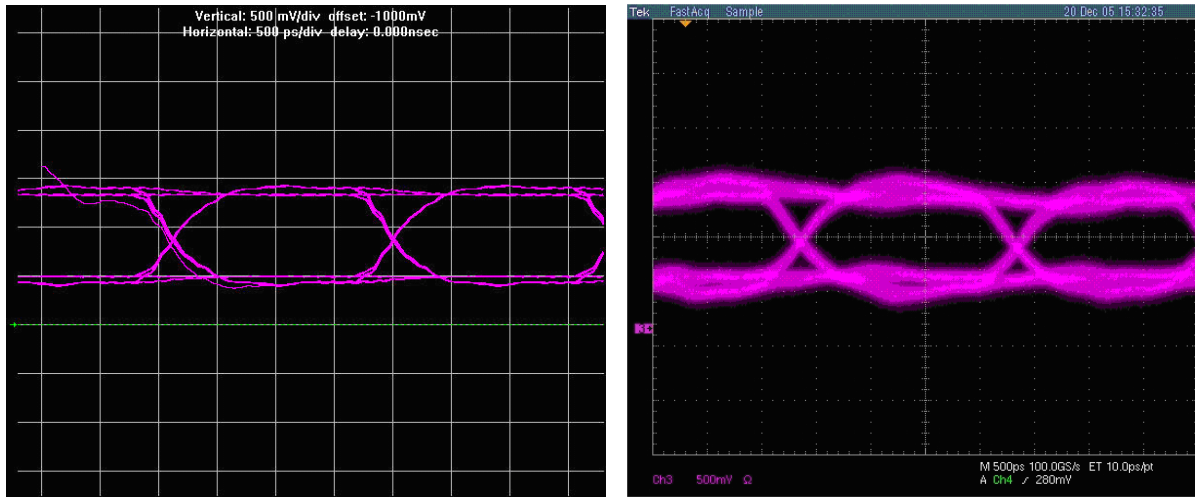 Vertical: 500 mV/div offset: -1000mV
Horizontal: 500 ps/div delay: 0.000nsec
Tek FastAcq Sample 20 Dec 05 15:32:35
3
M 500ps 100.0GS/s ET 10.0ps/pt
Ch3 500mV Ω A Ch4 / 280mV